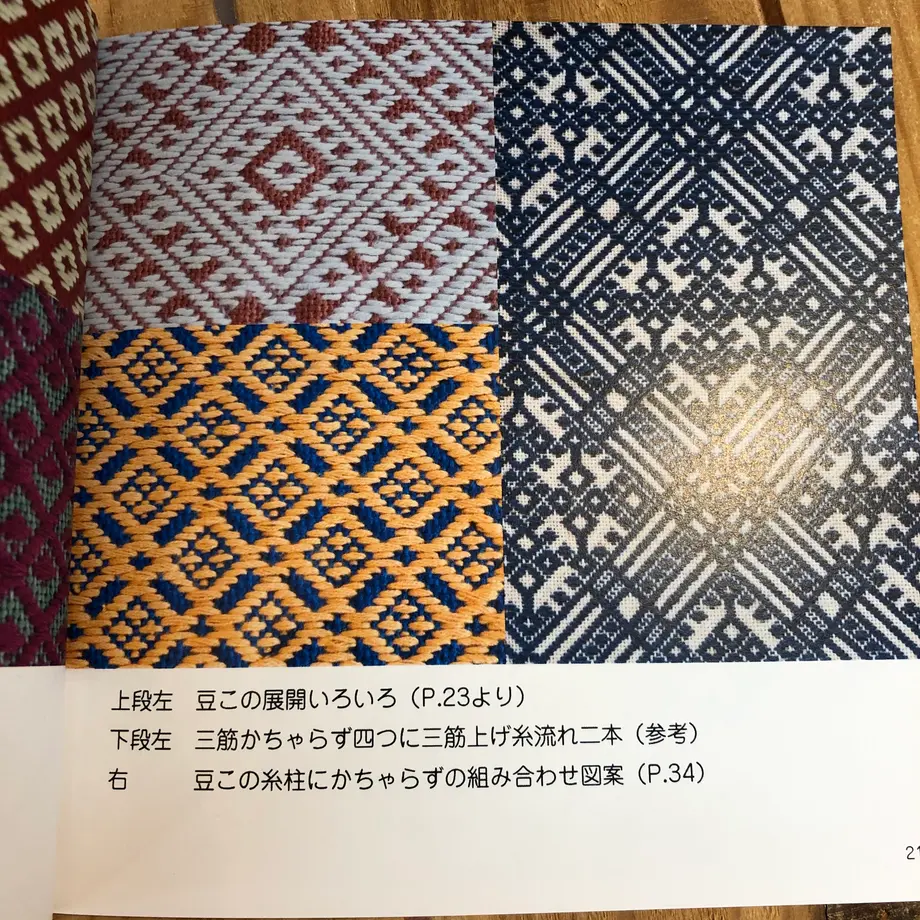 上段左　豆この展開いろいろ（P.23より）
下段左　三筋かちゃらず四つに三筋上げ糸流れ二本（参考）
右　豆この糸柱にかちゃらずの組み合わせ図案（P.34）
21